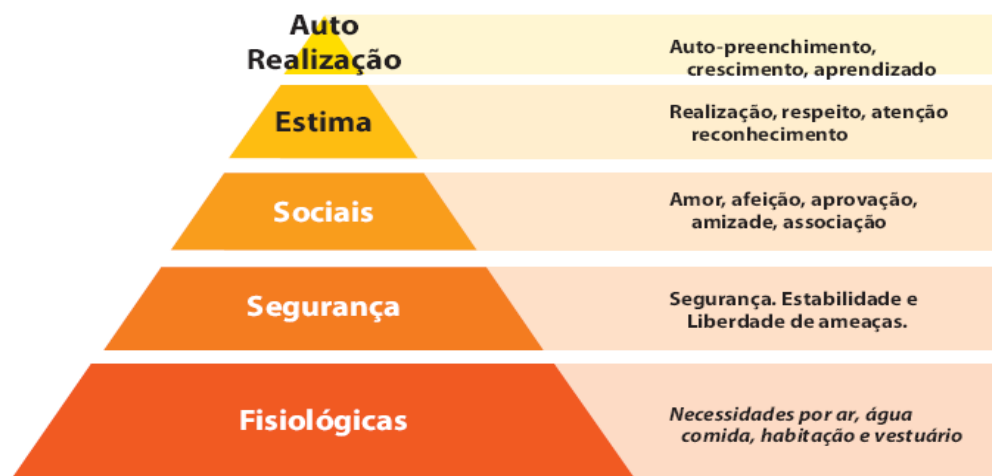 Auto
Realização
Auto-preenchimento,
crescimento, aprendizado
Estima
Realização, respeito, atenção
reconhecimento
Sociais
Amor, afeição, aprovação,
amizade, associação
Segurança
Segurança. Estabilidade e
Liberdade de ameaças.
Fisiológicas
Necessidades por ar, água
comida, habitação e vestuário